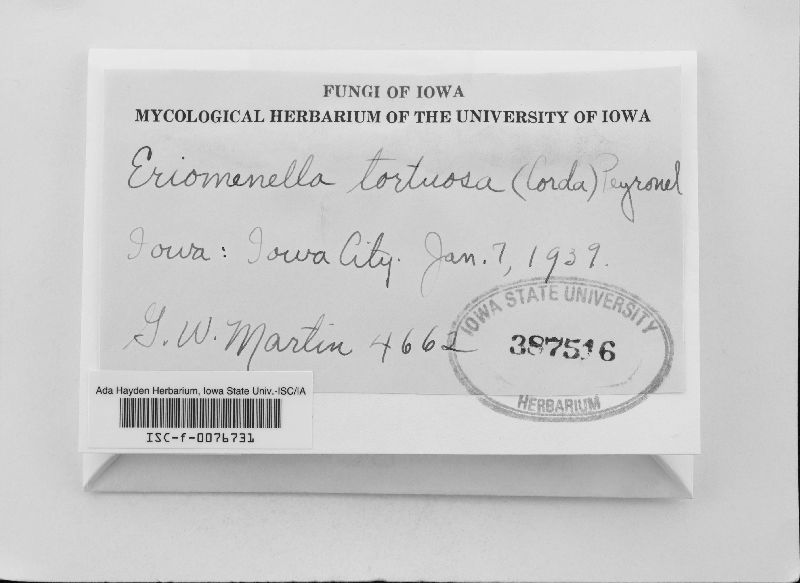 FUNGI OF IOWA
MYCOLOGICAL HERBARIUM OF THE UNIVERSITY OF IOWA
Eriomenella tortuosa (Corda) Peyronel
Iowa: Iowa City. Jan. 7, 1939.
G. W. Martin 4662
IOWA STATE UNIVERSITY
387516
HERBARIUM
Ada Hayden Herbarium, Iowa State Univ.-ISC/IA
ISC-f-0076731